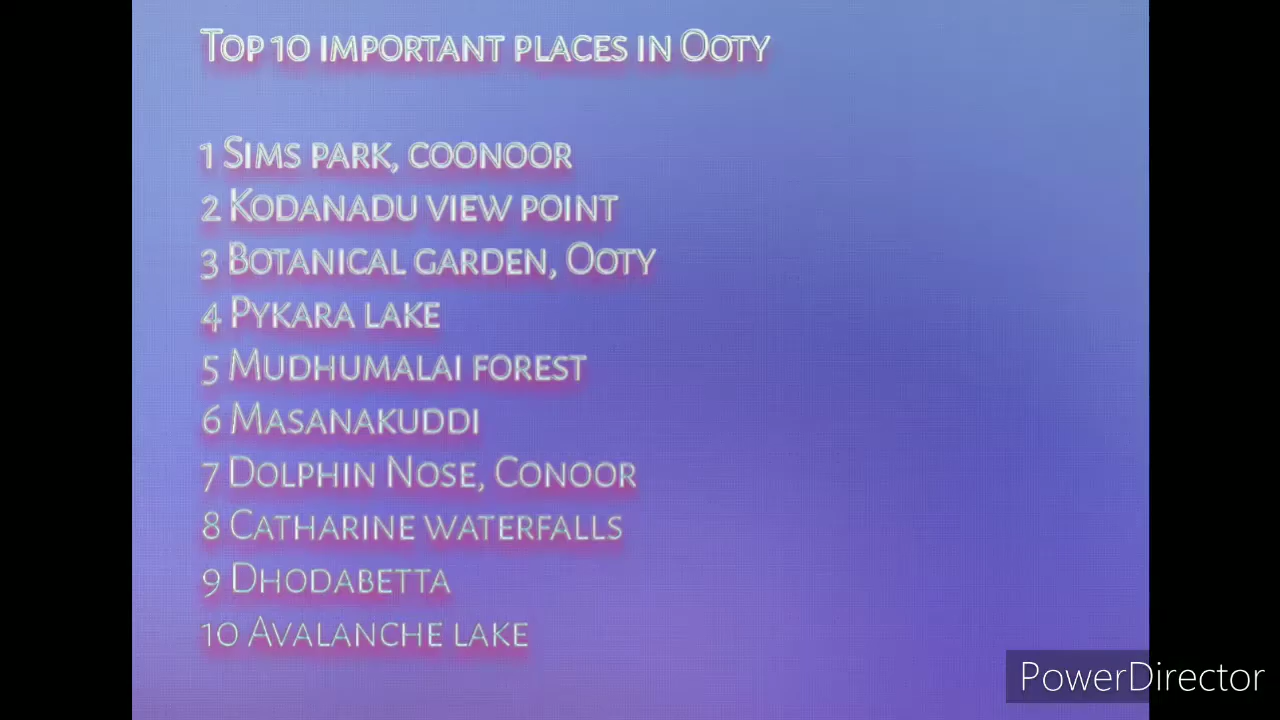 Top 10 important places in Ooty
1 Sims park, coonoor
2 Kodanadu view point
3 Botanical garden, Ooty
4 Pykara lake
5 Mudhumalai forest
6 Masanakuddi
7 Dolphin Nose, Conoor
8 Catharine waterfalls
9 Dhodabetta
10 Avalanche lake
PowerDirector